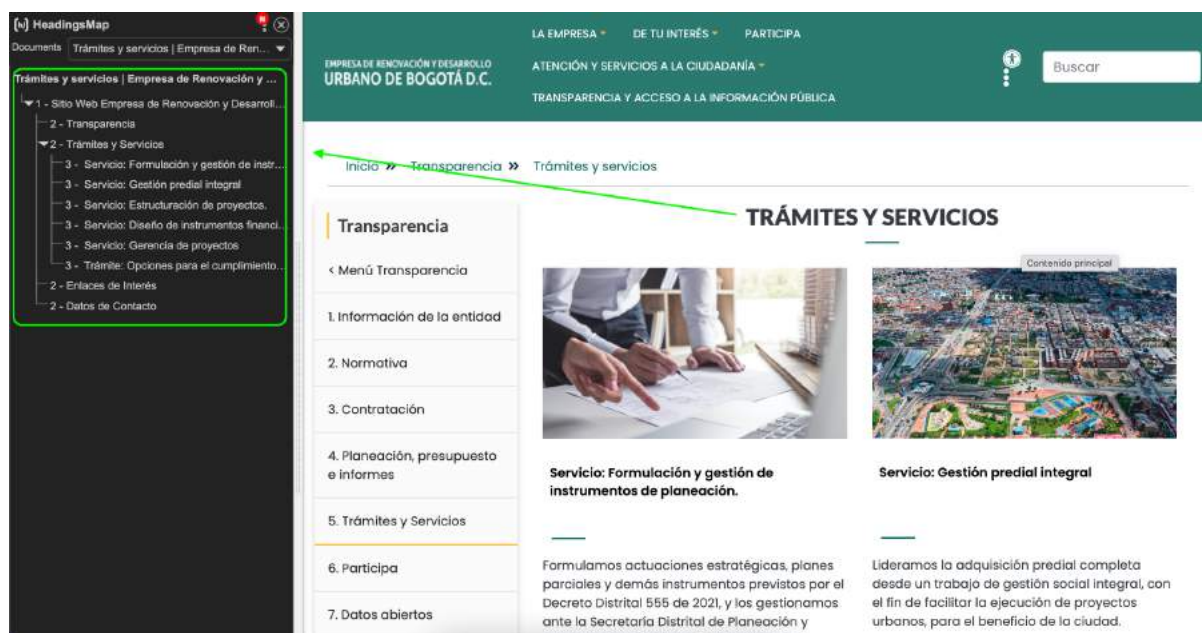 [h] HeadingsMap
Documents Trámites y servicios | Empresa de Ren...
Trámites y servicios | Empresa de Renovación y ...
1 - Sitio Web Empresa de Renovación y Desarroll...
2 - Transparencia
2 - Trámites y Servicios
3 - Servicio: Formulación y gestión de instr...
3 - Servicio: Gestión predial integral
3 - Servicio: Estructuración de proyectos.
3 - Servicio: Diseño de instrumentos financi...
3 - Servicio: Gerencia de proyectos
3 - Trámite: Opciones para el cumplimiento...
2 - Enlaces de Interés
2 - Datos de Contacto
EMPRESA DE RENOVACIÓN Y DESARROLLO
URBANO DE BOGOTÁ D.C.
LA EMPRESA DE TU INTERÉS PARTICIPA
ATENCIÓN Y SERVICIOS A LA CIUDADANÍA
TRANSPARENCIA Y ACCESO A LA INFORMACIÓN PÚBLICA
Buscar
Inicio » Transparencia » Trámites y servicios
Transparencia
< Menú Transparencia
1. Información de la entidad
2. Normativa
3. Contratación
4. Planeación, presupuesto
e informes
5. Trámites y Servicios
6. Participa
7. Datos abiertos
TRÁMITES Y SERVICIOS
Contenido principal
Servicio: Formulación y gestión de
instrumentos de planeación.
Formulamos actuaciones estratégicas, planes
parciales y demás instrumentos previstos por el
Decreto Distrital 555 de 2021, y los gestionamos
ante la Secretaría Distrital de Planeación y
Servicio: Gestión predial integral
Lideramos la adquisición predial completa
desde un trabajo de gestión social integral, con
el fin de facilitar la ejecución de proyectos
urbanos, para el beneficio de la ciudad.